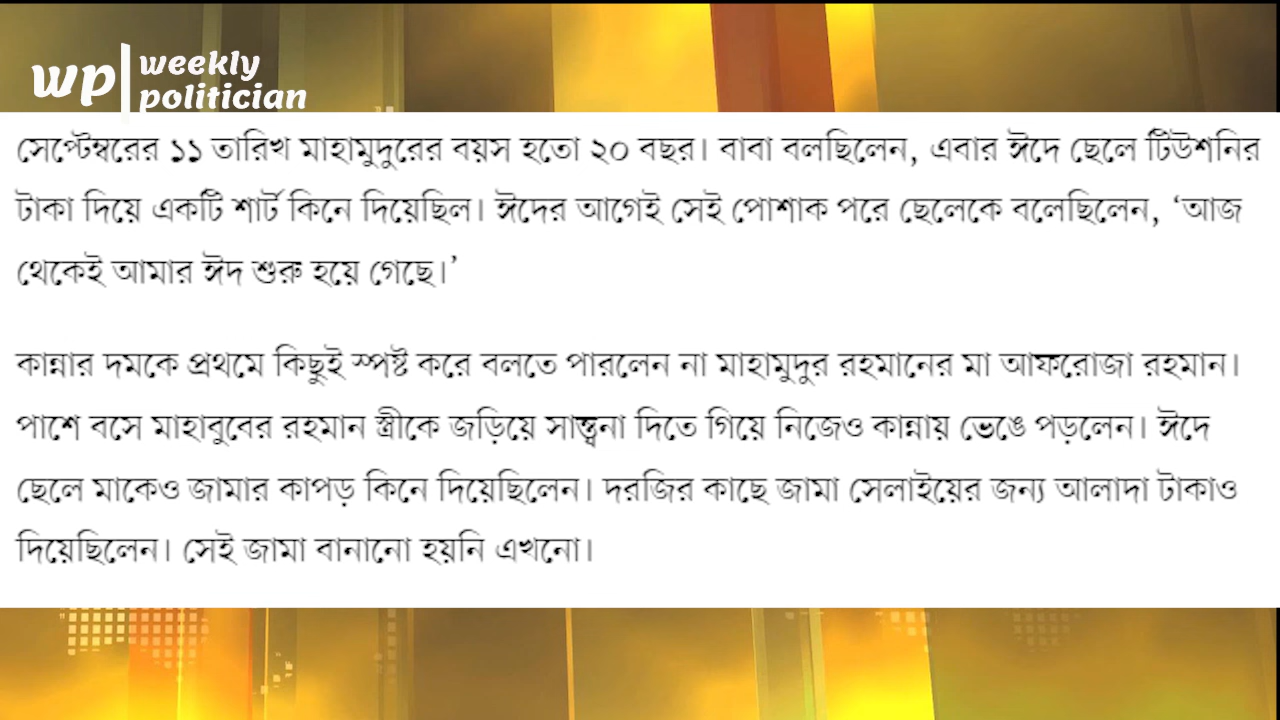 wp
weekly
politician
সেপ্টেম্বরের ১১ তারিখ মাহামুদুরের বয়স হতো ২০ বছর। বাবা বলছিলেন, এবার ঈদে ছেলে টিউশনির
টাকা দিয়ে একটি শার্ট কিনে দিয়েছিল। ঈদের আগেই সেই পোশাক পরে ছেলেকে বলেছিলেন, ‘আজ
থেকেই আমার ঈদ শুরু হয়ে গেছে।’
কান্নার দমকে প্রথমে কিছুই স্পষ্ট করে বলতে পারলেন না মাহামুদুর রহমানের মা আফরোজা রহমান।
পাশে বসে মাহাবুবের রহমান স্ত্রীকে জড়িয়ে সান্ত্বনা দিতে গিয়ে নিজেও কান্নায় ভেঙে পড়লেন। ঈদে
ছেলে মাকেও জামার কাপড় কিনে দিয়েছিলেন। দরজির কাছে জামা সেলাইয়ের জন্য আলাদা টাকাও
দিয়েছিলেন। সেই জামা বানানো হয়নি এখনো।